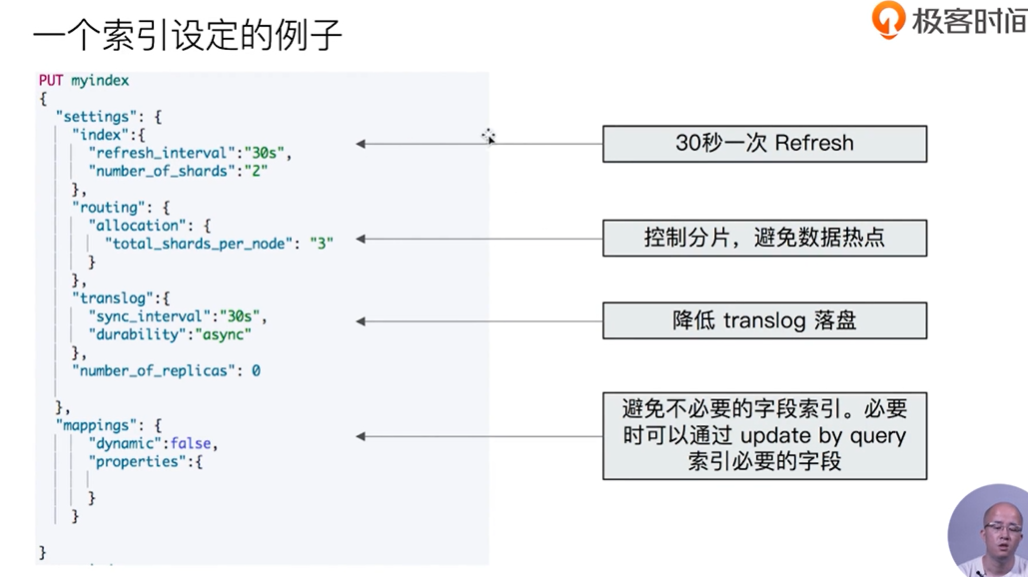 一个索引设定的例子
极客时间
PUT myindex
{
"settings": {
"index":{
"refresh_interval":"30s",
"number_of_shards":"2"
},
"routing": {
"allocation": {
"total_shards_per_node": "3"
}
},
"translog":{
"sync_interval":"30s",
"durability":"async"
},
"number_of_replicas": 0
},
"mappings": {
"dynamic":false,
"properties":{
}
}
}
30秒一次 Refresh
控制分片，避免数据热点
降低 translog 落盘
避免不必要的字段索引。必要
时可以通过 update by query
索引必要的字段